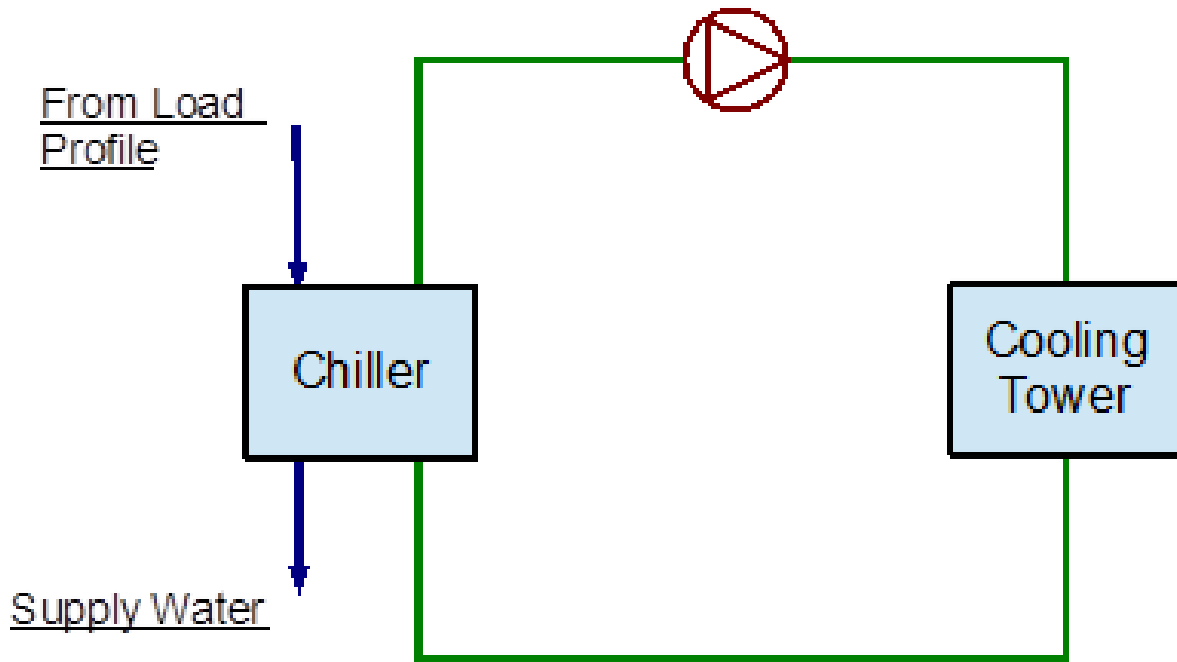 From Load
Profile
Chiller
Cooling
Tower
Supply Water